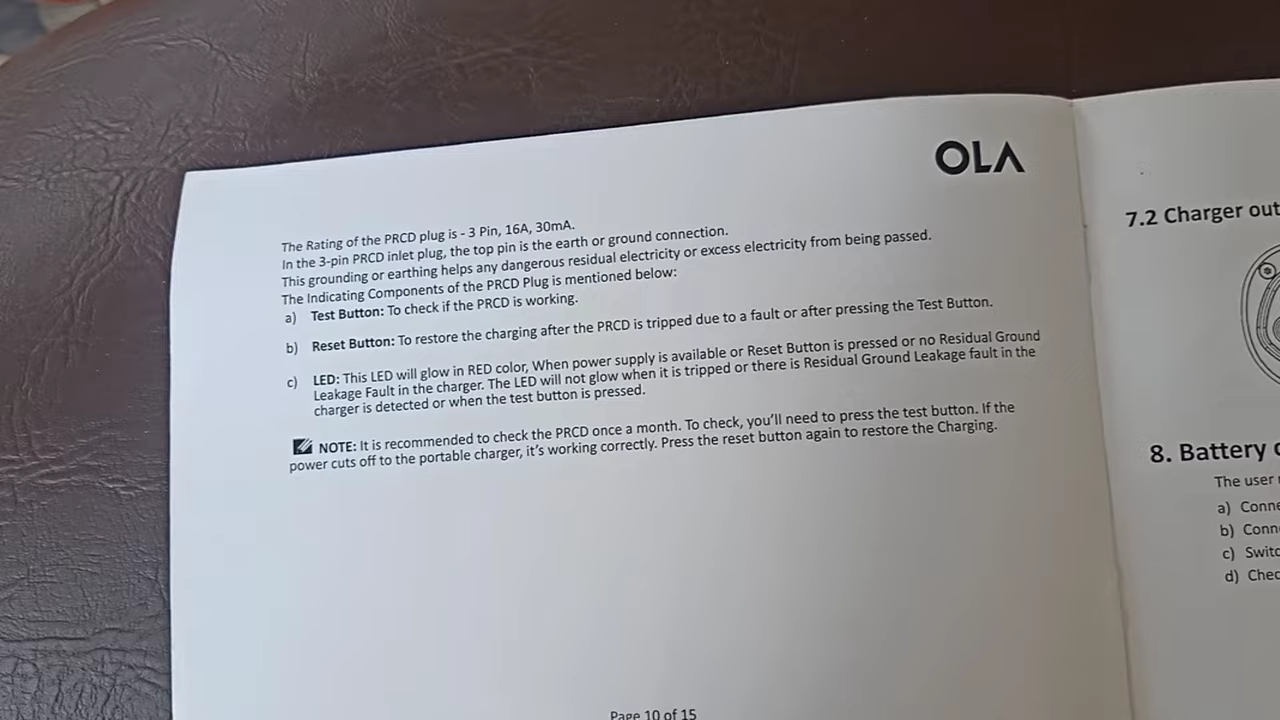 OLA
The Rating of the PRCD plug is - 3 Pin, 16A, 30mA.
In the 3-pin PRCD inlet plug, the top pin is the earth or ground connection.
This grounding or earthing helps any dangerous residual electricity or excess electricity from being passed.
The Indicating Components of the PRCD Plug is mentioned below:
a) Test Button: To check if the PRCD is working.
b) Reset Button: To restore the charging after the PRCD is tripped due to a fault or after pressing the Test Button.
c) LED: This LED will glow in RED color, When power supply is available or Reset Button is pressed or no Residual Ground
Leakage Fault in the charger. The LED will not glow when it is tripped or there is Residual Ground Leakage fault in the
charger is detected or when the test button is pressed.
NOTE: It is recommended to check the PRCD once a month. To check, you'll need to press the test button. If the
power cuts off to the portable charger, it's working correctly. Press the reset button again to restore the Charging.
Page 10 of 15
7.2 Charger out
8. Battery
The user
a)
b)
c)
d)